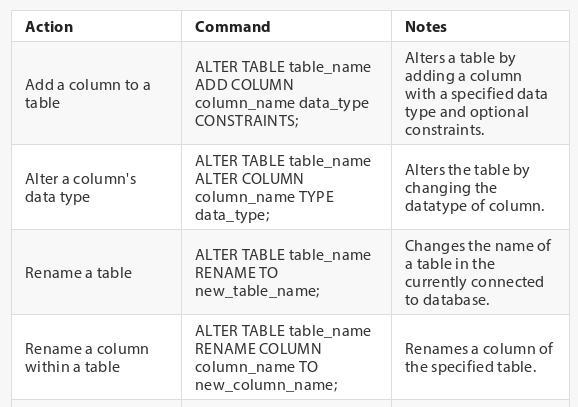 Action
Command
Notes
Add a column to a
table
ALTER TABLE table_name
ADD COLUMN
column_name data_type
CONSTRAINTS;
Alters a table by
adding a column
with a specified data
type and optional
constraints.
Alter a column's
data type
ALTER TABLE table_name
ALTER COLUMN
column_name TYPE
data_type;
Alters the table by
changing the
datatype of column.
Rename a table
ALTER TABLE table_name
RENAME TO
new_table_name;
Changes the name of
a table in the
currently connected
to database.
Rename a column
within a table
ALTER TABLE table_name
RENAME COLUMN
column_name TO
new_column_name;
Renames a column of
the specified table.